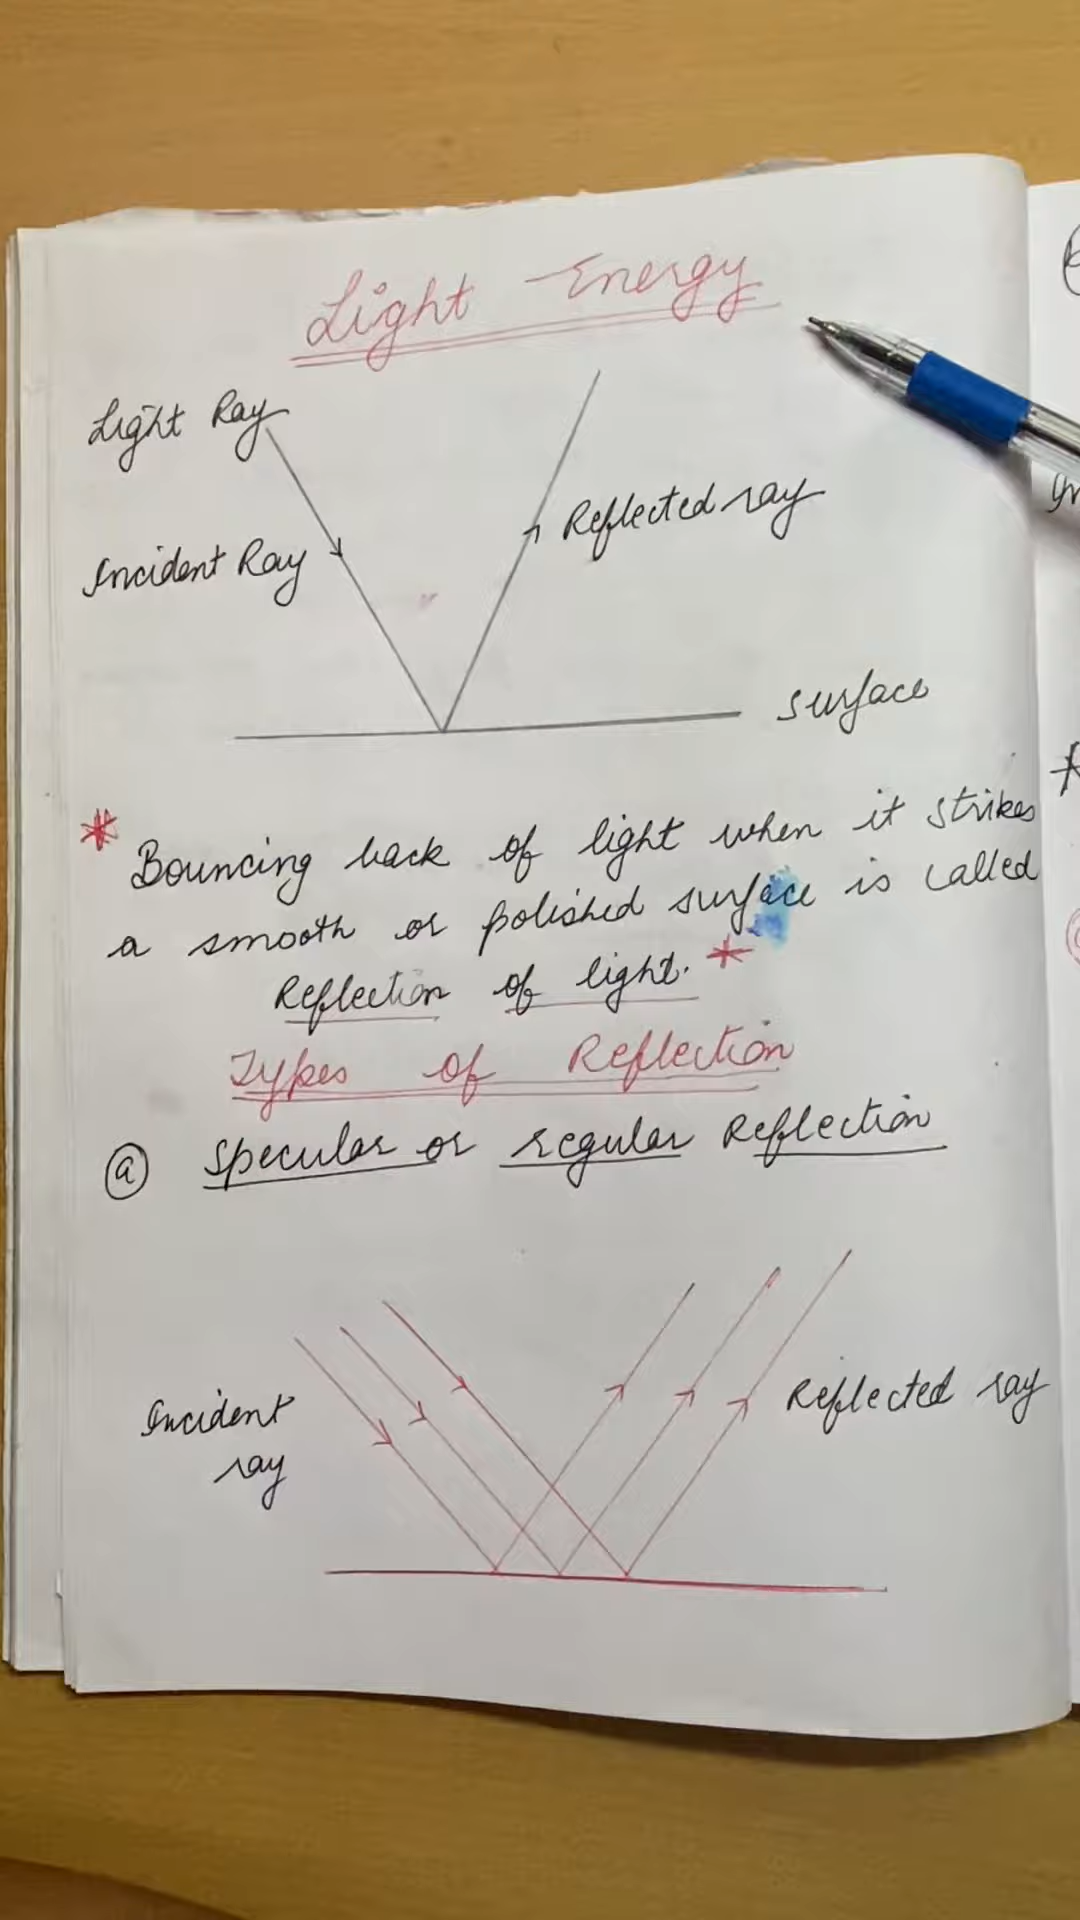 Light Energy
Light Ray
Incident Ray
Reflected ray
surface
* Bouncing back of light when it strikes
a smooth or polished surface is called
Reflection of light. *
Types of Reflection
(a) Specular or regular Reflection
Incident
ray
Reflected ray